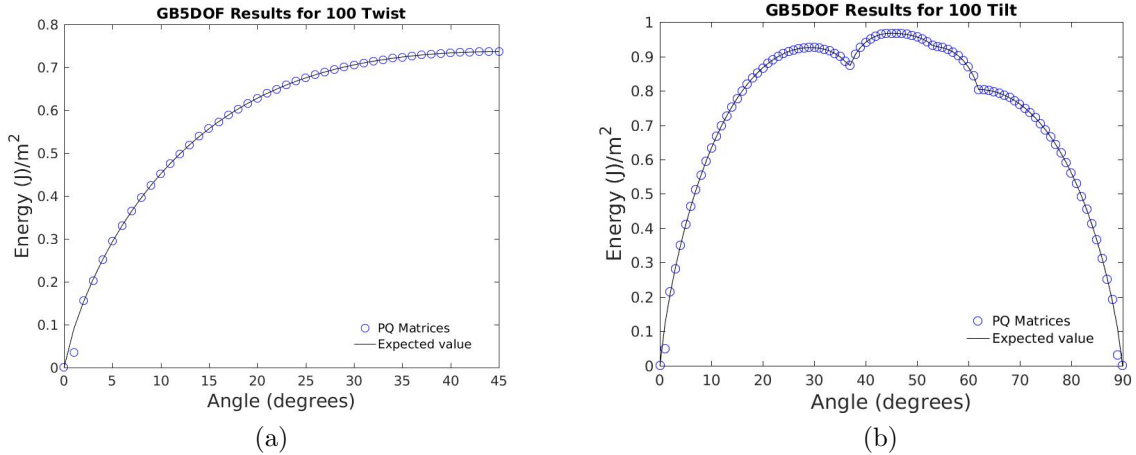 GB5DOF Results for 100 Twist
0.8
0.7
0.6
0.5
0.4
0.3
0.2
0.1
0
Energy (J)/m²
PQ Matrices
Expected value
0 5 10 15 20 25 30 35 40 45
Angle (degrees)
(a)
GB5DOF Results for 100 Tilt
1
0.9
0.8
0.7
0.6
0.5
0.4
0.3
0.2
0.1
0
Energy (J)/m²
PQ Matrices
Expected value
0 10 20 30 40 50 60 70 80 90
Angle (degrees)
(b)